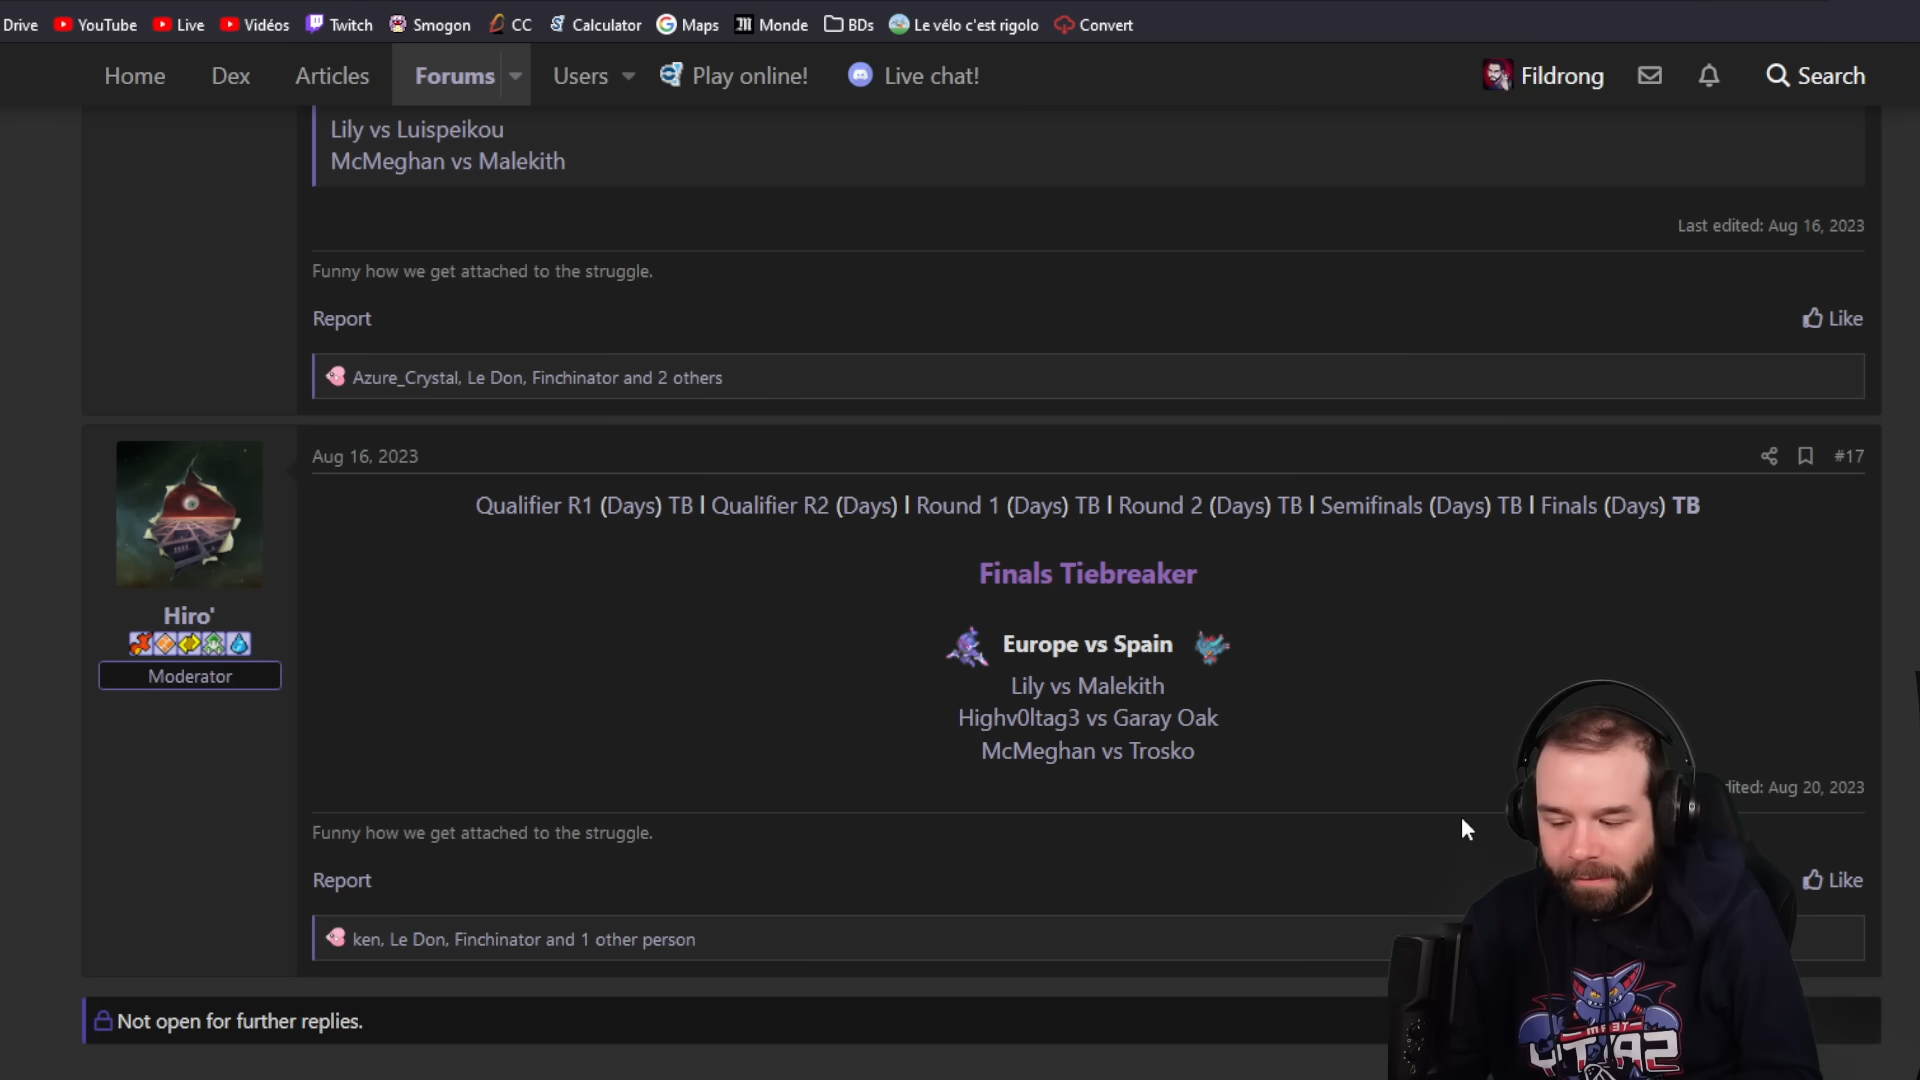 Drive YouTube Live Vidéos Twitch Smogon CC Calculator Maps Monde BDs Le vélo c'est rigolo Convert
Home Dex Articles Forums Users Play online! Live chat! Fildrong Search
Lily vs Luispeikou
McMeghan vs Malekith
Last edited: Aug 16, 2023
Funny how we get attached to the struggle.
Report Like
Azure_Crystal, Le Don, Finchinator and 2 others
Aug 16, 2023 #17
Qualifier R1 (Days) TB l Qualifier R2 (Days) l Round 1 (Days) TB l Round 2 (Days) TB l Semifinals (Days) TB l Finals (Days) TB
Finals Tiebreaker
Hiro'
Moderator
Europe vs Spain
Lily vs Malekith
Highv0ltag3 vs Garay Oak
McMeghan vs Trosko
dited: Aug 20, 2023
Funny how we get attached to the struggle.
Report Like
ken, Le Don, Finchinator and 1 other person
Not open for further replies.